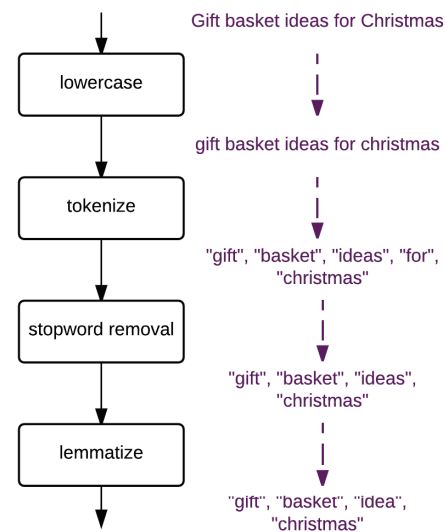 Gift basket ideas for Christmas
lowercase
gift basket ideas for christmas
tokenize
"gift", "basket", "ideas", "for",
"christmas"
stopword removal
"gift", "basket", "ideas",
"christmas"
lemmatize
"gift", "basket", "idea",
"christmas"